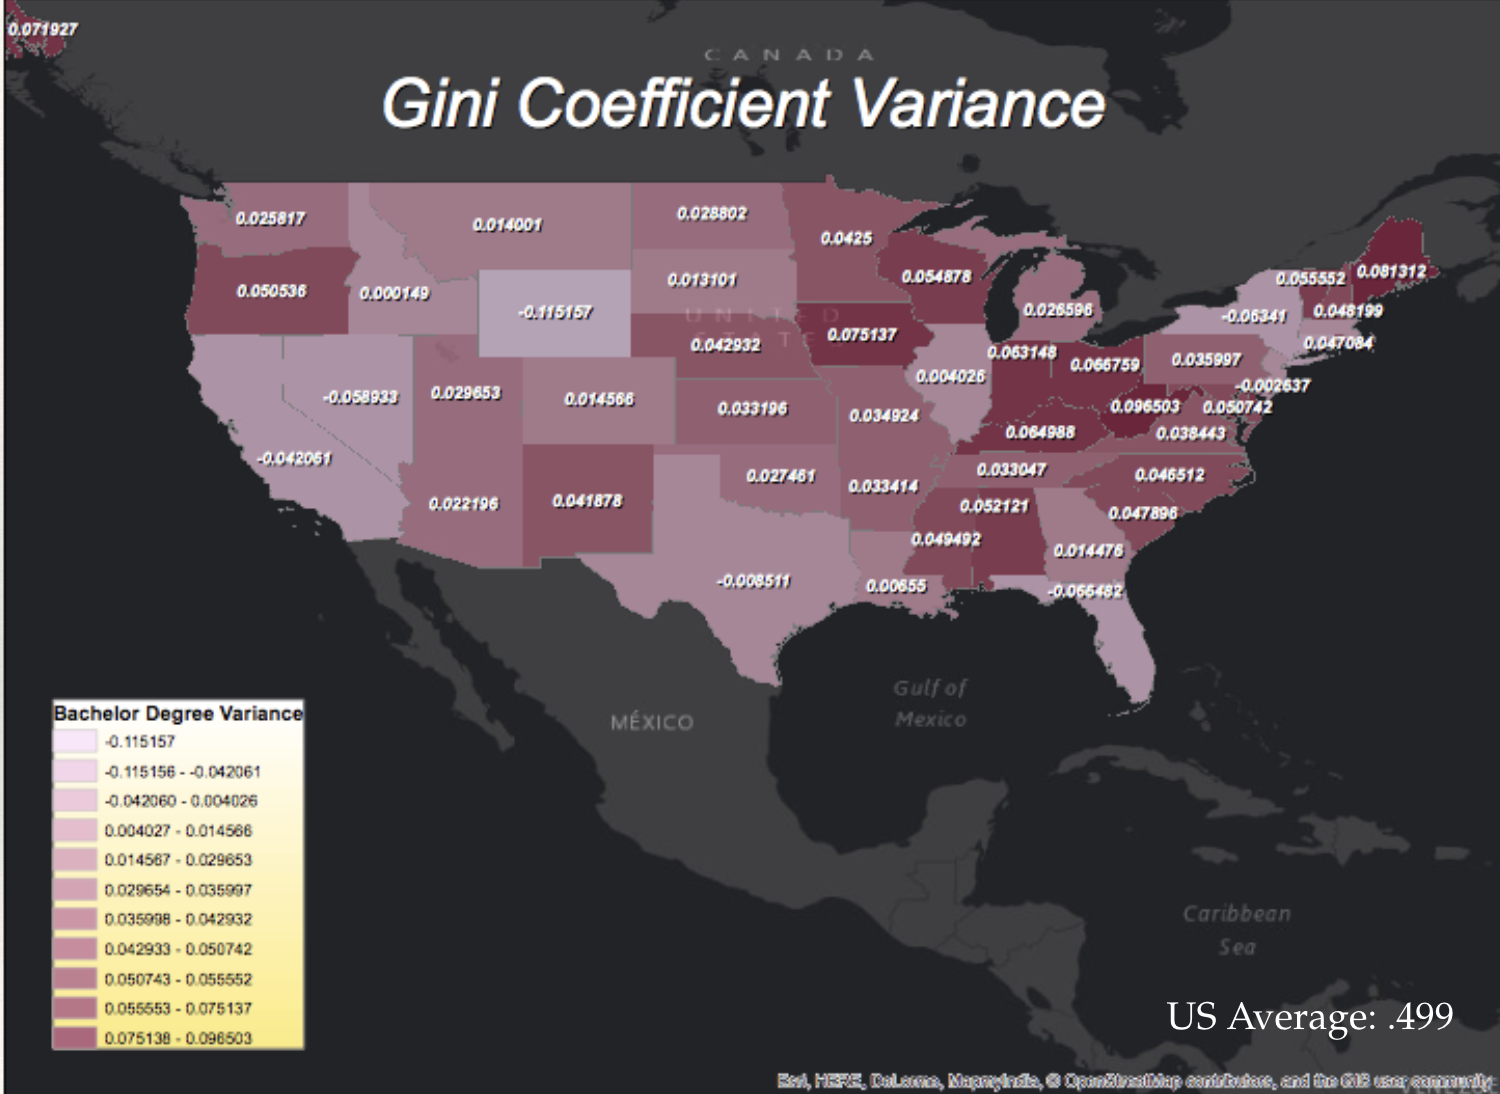 0.071927
CANADA
Gini Coefficient Variance
0.025817
0.014001
0.028802
0.0425
0.054878
0.055552
0.081312
0.050536
0.000149
-0.115157
0.013101
0.026596
-0.06341
0.048199
UNITED
STATE
0.075137
0.042932
0.063148
0.066759
0.035997
0.047084
-0.058933
0.029653
0.014566
0.033196
0.034924
0.004026
0.096503
0.050742
-0.002637
0.064988
0.038443
-0.042061
0.022196
0.041878
0.027461
0.033414
0.033047
0.046512
0.052121
0.047896
0.049492
0.014476
-0.008511
0.00655
-0.066482
Gulf of
Mexico
MÉXICO
Bachelor Degree Variance
-0.115157
-0.115156 - -0.042061
-0.042060 - 0.004026
0.004027 - 0.014566
0.014567 - 0.029653
0.029654 - 0.035997
0.035998 - 0.042932
0.042933 - 0.050742
0.050743 - 0.055552
0.055553 - 0.075137
0.075138 - 0.096503
Caribbean
Sea
US Average: .499
Esri, HERE, DeLorme, MapmyIndia, © OpenStreetMap contributors, and the GIS user community